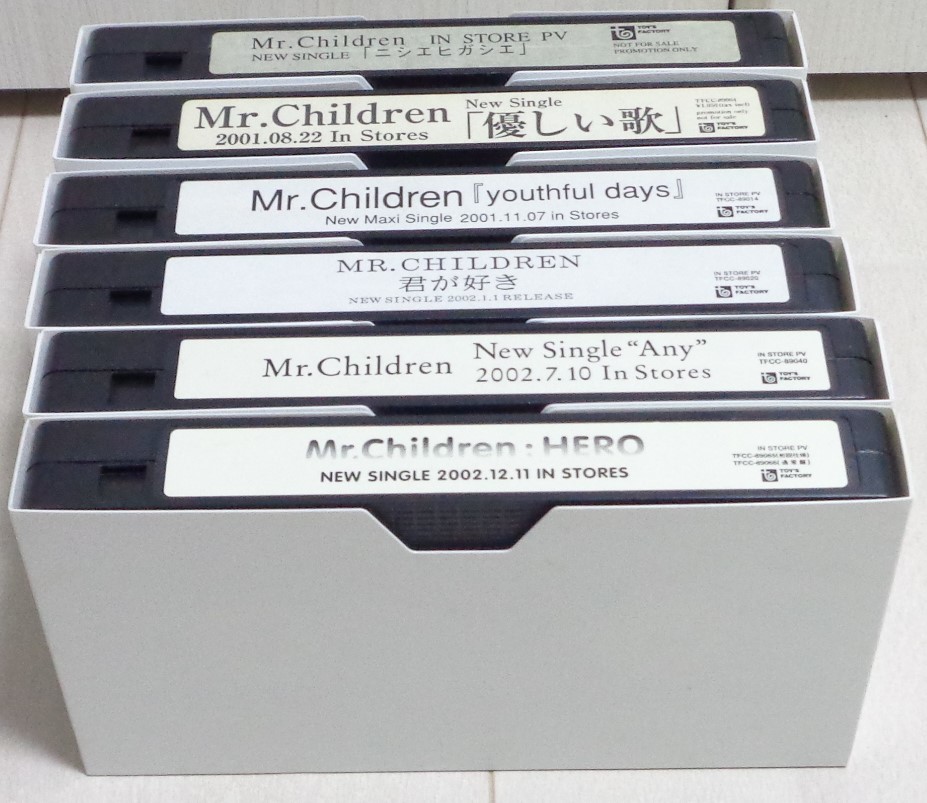 Mr.Children IN STORE PV
NEW SINGLE「ニシエヒガシエ」
TOY'S
FACTORY
NOT FOR SALE
PROMOTION ONLY
Mr.Children New Single「優しい歌」
2001.08.22 In Stores
promotion only
not for sale
TOY'S
FACTORY
Mr.Children『youthful days』
New Maxi Single 2001.11.07 in Stores
IN STORE PV
TFCC-89014
TOY'S
FACTORY
MR.CHILDREN
君が好き
NEW SINGLE 2002.1.1 RELEASE
IN STORE PV
TFCC-89020
TOY'S
FACTORY
Mr.Children New Single “Any”
2002.7.10 In Stores
IN STORE PV
TFCC-89040
TOY'S
FACTORY
Mr.Children : HERO
NEW SINGLE 2002.12.11 IN STORES
IN STORE PV
TOY'S
FACTORY